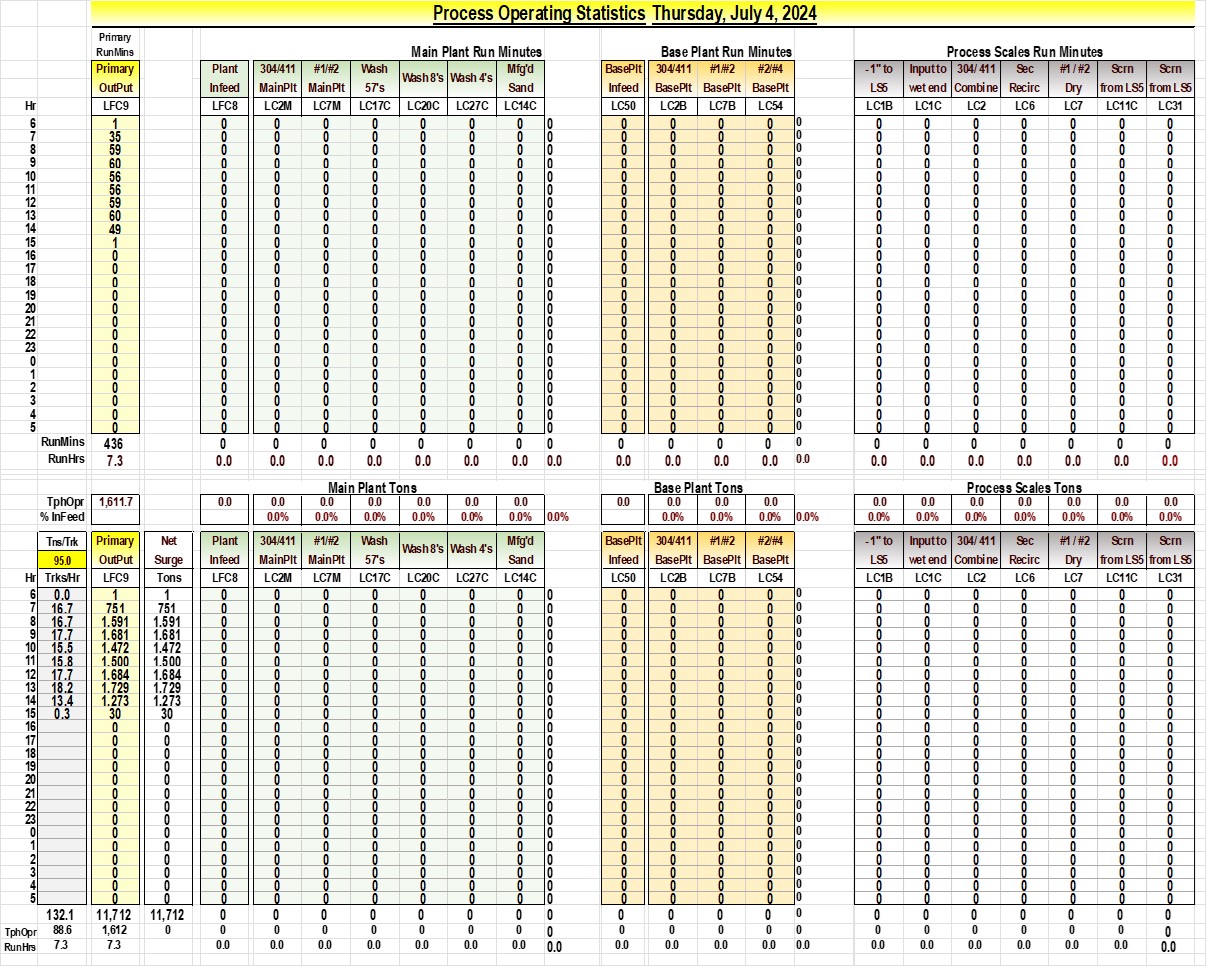 Process Operating Statistics Thursday, July 4, 2024
Primary
RunMins Main Plant Run Minutes Base Plant Run Minutes Process Scales Run Minutes
Primary Plant 304/411 #1/#2 Wash Wash 8's Wash 4's Mfg'd BasePlt 304/411 #1/#2 #2/#4 -1" to Input to 304/ 411 Sec #1 / #2 Scrn Scrn
OutPut Infeed MainPlt MainPlt 57's Sand Infeed BasePlt BasePlt BasePlt LS5 wet end Combine Recirc Dry from LS5 from LS5
Hr LFC9 LFC8 LC2M LC7M LC17C LC20C LC27C LC14C LC50 LC2B LC7B LC54 LC1B LC1C LC2 LC6 LC7 LC11C LC31
6 1 0 0 0 0 0 0 0 0 0 0 0 0 0 0 0 0 0 0 0 0
7 35 0 0 0 0 0 0 0 0 0 0 0 0 0 0 0 0 0 0 0 0
8 59 0 0 0 0 0 0 0 0 0 0 0 0 0 0 0 0 0 0 0 0
9 60 0 0 0 0 0 0 0 0 0 0 0 0 0 0 0 0 0 0 0 0
10 56 0 0 0 0 0 0 0 0 0 0 0 0 0 0 0 0 0 0 0 0
11 56 0 0 0 0 0 0 0 0 0 0 0 0 0 0 0 0 0 0 0 0
12 59 0 0 0 0 0 0 0 0 0 0 0 0 0 0 0 0 0 0 0 0
13 60 0 0 0 0 0 0 0 0 0 0 0 0 0 0 0 0 0 0 0 0
14 49 0 0 0 0 0 0 0 0 0 0 0 0 0 0 0 0 0 0 0 0
15 1 0 0 0 0 0 0 0 0 0 0 0 0 0 0 0 0 0 0 0 0
16 0 0 0 0 0 0 0 0 0 0 0 0 0 0 0 0 0 0 0 0 0
17 0 0 0 0 0 0 0 0 0 0 0 0 0 0 0 0 0 0 0 0 0
18 0 0 0 0 0 0 0 0 0 0 0 0 0 0 0 0 0 0 0 0 0
19 0 0 0 0 0 0 0 0 0 0 0 0 0 0 0 0 0 0 0 0 0
20 0 0 0 0 0 0 0 0 0 0 0 0 0 0 0 0 0 0 0 0 0
21 0 0 0 0 0 0 0 0 0 0 0 0 0 0 0 0 0 0 0 0 0
22 0 0 0 0 0 0 0 0 0 0 0 0 0 0 0 0 0 0 0 0 0
23 0 0 0 0 0 0 0 0 0 0 0 0 0 0 0 0 0 0 0 0 0
0 0 0 0 0 0 0 0 0 0 0 0 0 0 0 0 0 0 0 0 0 0
1 0 0 0 0 0 0 0 0 0 0 0 0 0 0 0 0 0 0 0 0 0
2 0 0 0 0 0 0 0 0 0 0 0 0 0 0 0 0 0 0 0 0 0
3 0 0 0 0 0 0 0 0 0 0 0 0 0 0 0 0 0 0 0 0 0
4 0 0 0 0 0 0 0 0 0 0 0 0 0 0 0 0 0 0 0 0 0
5 0 0 0 0 0 0 0 0 0 0 0 0 0 0 0 0 0 0 0 0 0
RunMins 436 0 0 0 0 0 0 0 0 0 0 0 0 0 0 0 0 0 0 0 0
RunHrs 7.3 0.0 0.0 0.0 0.0 0.0 0.0 0.0 0.0 0.0 0.0 0.0 0.0 0.0 0.0 0.0 0.0 0.0 0.0 0.0 0.0
Main Plant Tons Base Plant Tons Process Scales Tons
TphOpr 1,611.7 0.0 0.0 0.0 0.0 0.0 0.0 0.0 0.0 0.0 0.0 0.0 0.0 0.0 0.0 0.0 0.0 0.0 0.0
% InFeed 0.0% 0.0% 0.0% 0.0% 0.0% 0.0% 0.0% 0.0% 0.0% 0.0% 0.0% 0.0% 0.0% 0.0% 0.0% 0.0% 0.0% 0.0%
Tns/Trk Primary Net Plant 304/411 #1/#2 Wash Wash 8's Wash 4's Mfg'd BasePlt 304/411 #1/#2 #2/#4 -1" to Input to 304/ 411 Sec #1 / #2 Scrn Scrn
95.0 OutPut Surge Infeed MainPlt MainPlt 57's Sand Infeed BasePlt BasePlt BasePlt LS5 wet end Combine Recirc Dry from LS5 from LS5
Hr Trks/Hr LFC9 Tons LFC8 LC2M LC7M LC17C LC20C LC27C LC14C LC50 LC2B LC7B LC54 LC1B LC1C LC2 LC6 LC7 LC11C LC31
6 0.0 1 1 0 0 0 0 0 0 0 0 0 0 0 0 0 0 0 0 0 0 0 0
7 16.7 751 751 0 0 0 0 0 0 0 0 0 0 0 0 0 0 0 0 0 0 0 0
8 16.7 1.591 1.591 0 0 0 0 0 0 0 0 0 0 0 0 0 0 0 0 0 0 0 0
9 17.7 1.681 1.681 0 0 0 0 0 0 0 0 0 0 0 0 0 0 0 0 0 0 0 0
10 15.5 1.472 1.472 0 0 0 0 0 0 0 0 0 0 0 0 0 0 0 0 0 0 0 0
11 15.8 1.500 1.500 0 0 0 0 0 0 0 0 0 0 0 0 0 0 0 0 0 0 0 0
12 17.7 1.684 1.684 0 0 0 0 0 0 0 0 0 0 0 0 0 0 0 0 0 0 0 0
13 18.2 1.729 1.729 0 0 0 0 0 0 0 0 0 0 0 0 0 0 0 0 0 0 0 0
14 13.4 1.273 1.273 0 0 0 0 0 0 0 0 0 0 0 0 0 0 0 0 0 0 0 0
15 0.3 30 30 0 0 0 0 0 0 0 0 0 0 0 0 0 0 0 0 0 0 0 0
16 0 0 0 0 0 0 0 0 0 0 0 0 0 0 0 0 0 0 0 0 0 0
17 0 0 0 0 0 0 0 0 0 0 0 0 0 0 0 0 0 0 0 0 0 0
18 0 0 0 0 0 0 0 0 0 0 0 0 0 0 0 0 0 0 0 0 0 0
19 0 0 0 0 0 0 0 0 0 0 0 0 0 0 0 0 0 0 0 0 0 0
20 0 0 0 0 0 0 0 0 0 0 0 0 0 0 0 0 0 0 0 0 0 0
21 0 0 0 0 0 0 0 0 0 0 0 0 0 0 0 0 0 0 0 0 0 0
22 0 0 0 0 0 0 0 0 0 0 0 0 0 0 0 0 0 0 0 0 0 0
23 0 0 0 0 0 0 0 0 0 0 0 0 0 0 0 0 0 0 0 0 0 0
0 0 0 0 0 0 0 0 0 0 0 0 0 0 0 0 0 0 0 0 0 0 0
1 0 0 0 0 0 0 0 0 0 0 0 0 0 0 0 0 0 0 0 0 0 0
2 0 0 0 0 0 0 0 0 0 0 0 0 0 0 0 0 0 0 0 0 0 0
3 0 0 0 0 0 0 0 0 0 0 0 0 0 0 0 0 0 0 0 0 0 0
4 0 0 0 0 0 0 0 0 0 0 0 0 0 0 0 0 0 0 0 0 0 0
5 0 0 0 0 0 0 0 0 0 0 0 0 0 0 0 0 0 0 0 0 0 0
132.1 11,712 11,712 0 0 0 0 0 0 0 0 0 0 0 0 0 0 0 0 0 0 0 0
TphOpr 88.6 1,612 0 0 0 0 0 0 0 0 0 0 0 0 0 0 0 0 0 0 0 0 0
RunHrs 7.3 7.3 0.0 0.0 0.0 0.0 0.0 0.0 0.0 0.0 0.0 0.0 0.0 0.0 0.0 0.0 0.0 0.0 0.0 0.0 0.0 0.0